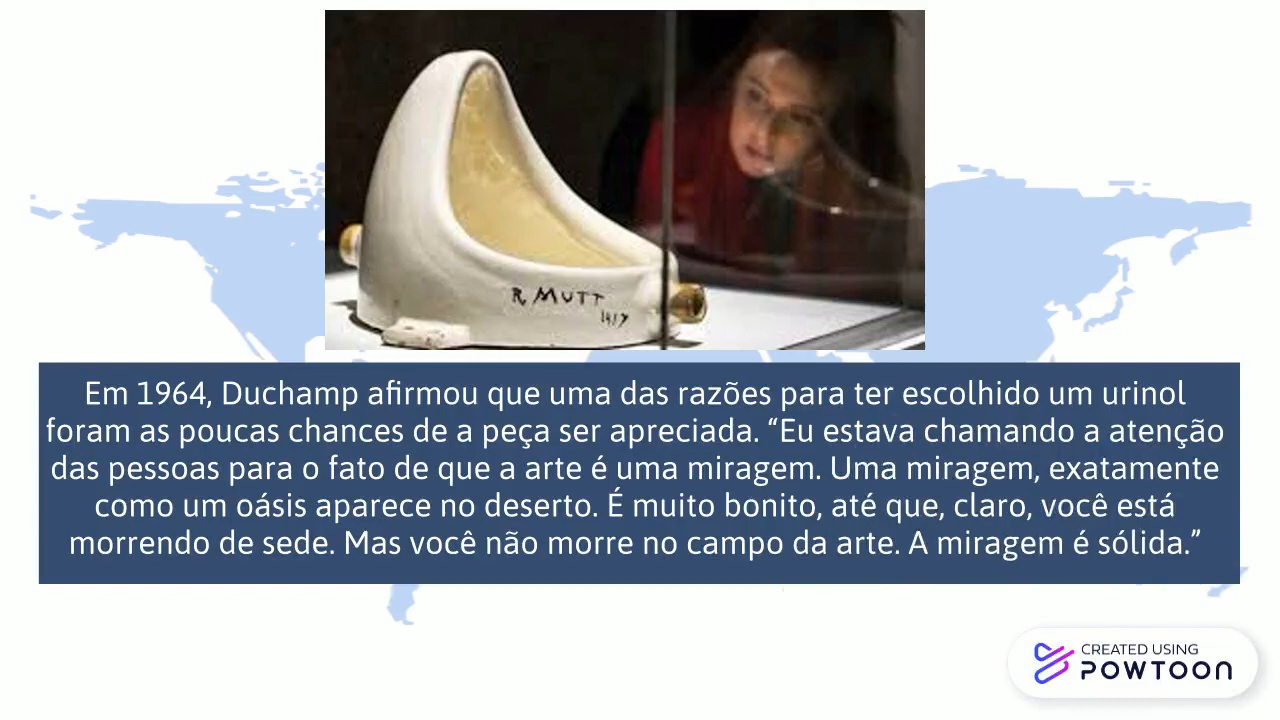 R. MUTT
1917
Em 1964, Duchamp afirmou que uma das razões para ter escolhido um urinol
foram as poucas chances de a peça ser apreciada. “Eu estava chamando a atenção
das pessoas para o fato de que a arte é uma miragem. Uma miragem, exatamente
como um oásis aparece no deserto. É muito bonito, até que, claro, você está
morrendo de sede. Mas você não morre no campo da arte. A miragem é sólida.”
CREATED USING
POWTOON